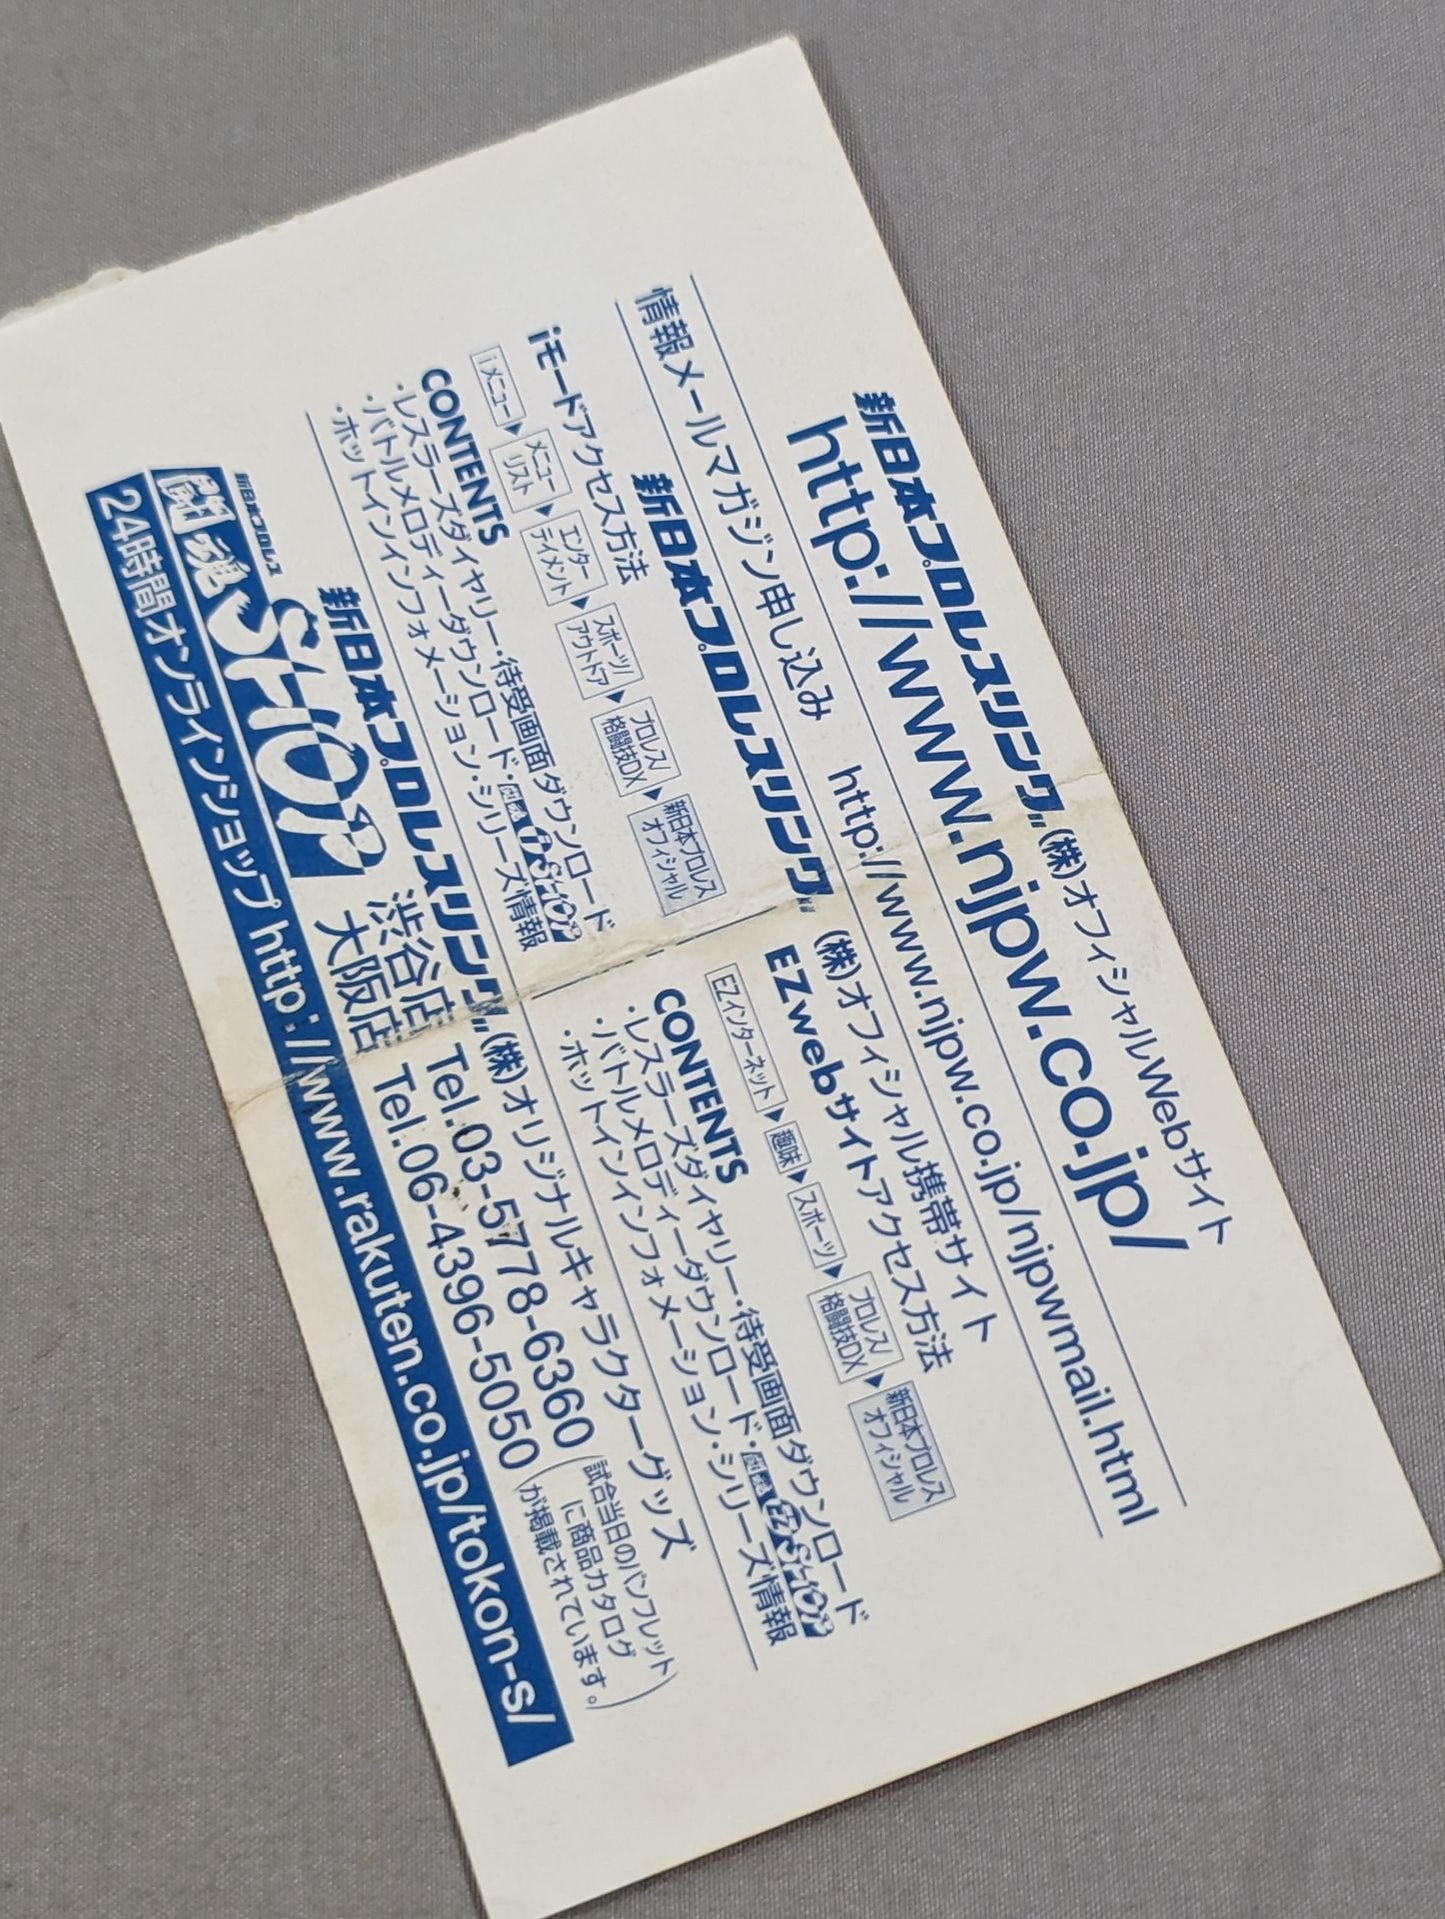 新日本プロレスリング(株)オフィシャルWebサイト
http://www.njpw.co.jp/
情報メールマガジン申し込み http://www.njpw.co.jp/njpwmail.html
新日本プロレスリング(株)オフィシャル携帯サイト
iモードアクセス方法
iメニュー▶メニューリスト▶エンターテイメント▶スポーツ/アウトドア▶プロレス/格闘技DX▶新日本プロレスオフィシャル
CONTENTS
・レスラーズダイヤリー・待受画面ダウンロード
・バトルメロディーダウンロード・闘魂i SHOP
・ホットインインフォメーション・シリーズ情報
EZwebサイトアクセス方法
EZインターネット▶趣味▶スポーツ▶プロレス/格闘技DX▶新日本プロレスオフィシャル
CONTENTS
・レスラーズダイヤリー・待受画面ダウンロード
・バトルメロディーダウンロード・闘魂EZ SHOP
・ホットインインフォメーション・シリーズ情報
新日本プロレスリング(株)オリジナルキャラクターグッズ
新日本プロレス
闘魂SHOP
渋谷店 Tel.03-5778-6360
大阪店 Tel.06-4396-5050
(試合当日のパンフレット
に商品カタログ
が掲載されています。)
24時間オンラインショップ http://www.rakuten.co.jp/tokon-s/